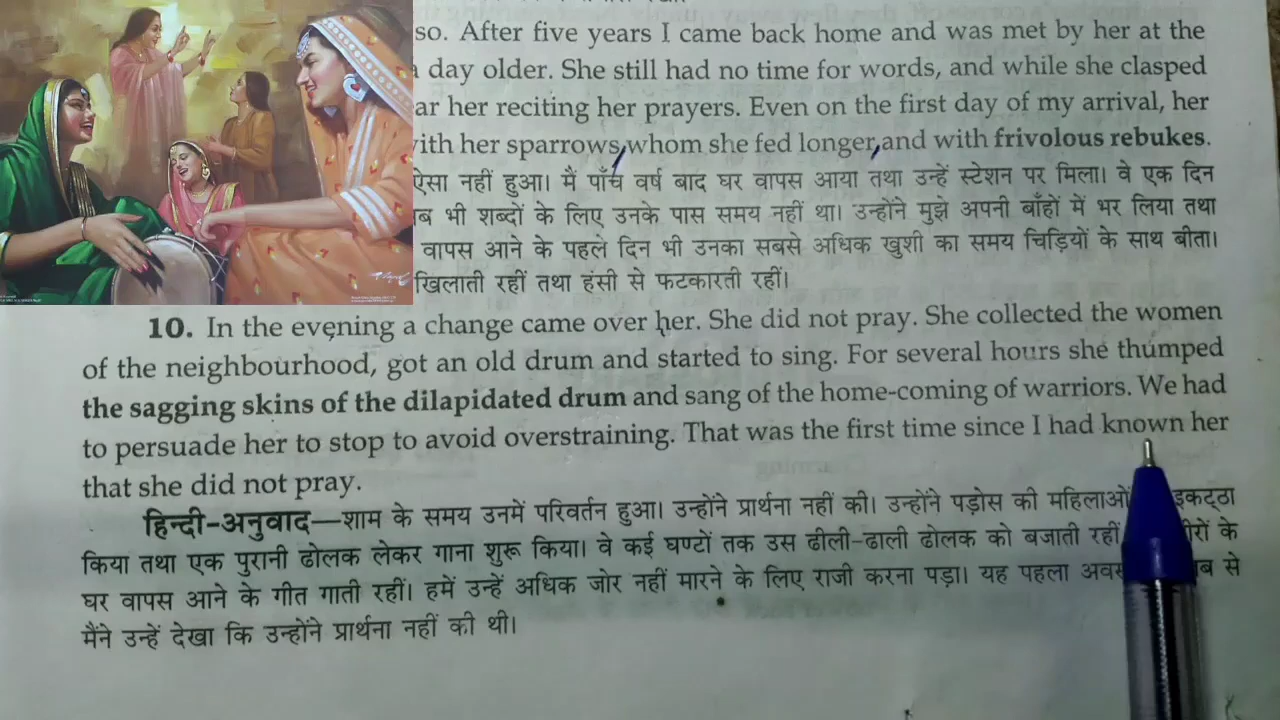 so. After five years I came back home and was met by her at the
day older. She still had no time for words, and while she clasped
her reciting her prayers. Even on the first day of my arrival, her
with her sparrows, whom she fed longer, and with frivolous rebukes.
ऐसा नहीं हुआ। मैं पाँच वर्ष बाद घर वापस आया तथा उन्हें स्टेशन पर मिला। वे एक दिन
भी शब्दों के लिए उनके पास समय नहीं था। उन्होंने मुझे अपनी बाँहों में भर लिया तथा
वापस आने के पहले दिन भी उनका सबसे अधिक खुशी का समय चिड़ियों के साथ बीता।
खिलाती रहीं तथा हंसी से फटकारती रहीं।
10. In the evening a change came over her. She did not pray. She collected the women
of the neighbourhood, got an old drum and started to sing. For several hours she thumped
the sagging skins of the dilapidated drum and sang of the home-coming of warriors. We had
to persuade her to stop to avoid overstraining. That was the first time since I had known her
that she did not pray.
हिन्दी-अनुवाद—शाम के समय उनमें परिवर्तन हुआ। उन्होंने प्रार्थना नहीं की। उन्होंने पड़ोस की महिलाओं इकट्ठा
किया तथा एक पुरानी ढोलक लेकर गाना शुरू किया। वे कई घण्टों तक उस ढीली-ढाली ढोलक को बजाती रहीं के
घर वापस आने के गीत गाती रहीं। हमें उन्हें अधिक जोर नहीं मारने के लिए राजी करना पड़ा। यह पहला से
मैंने उन्हें देखा कि उन्होंने प्रार्थना नहीं की थी।